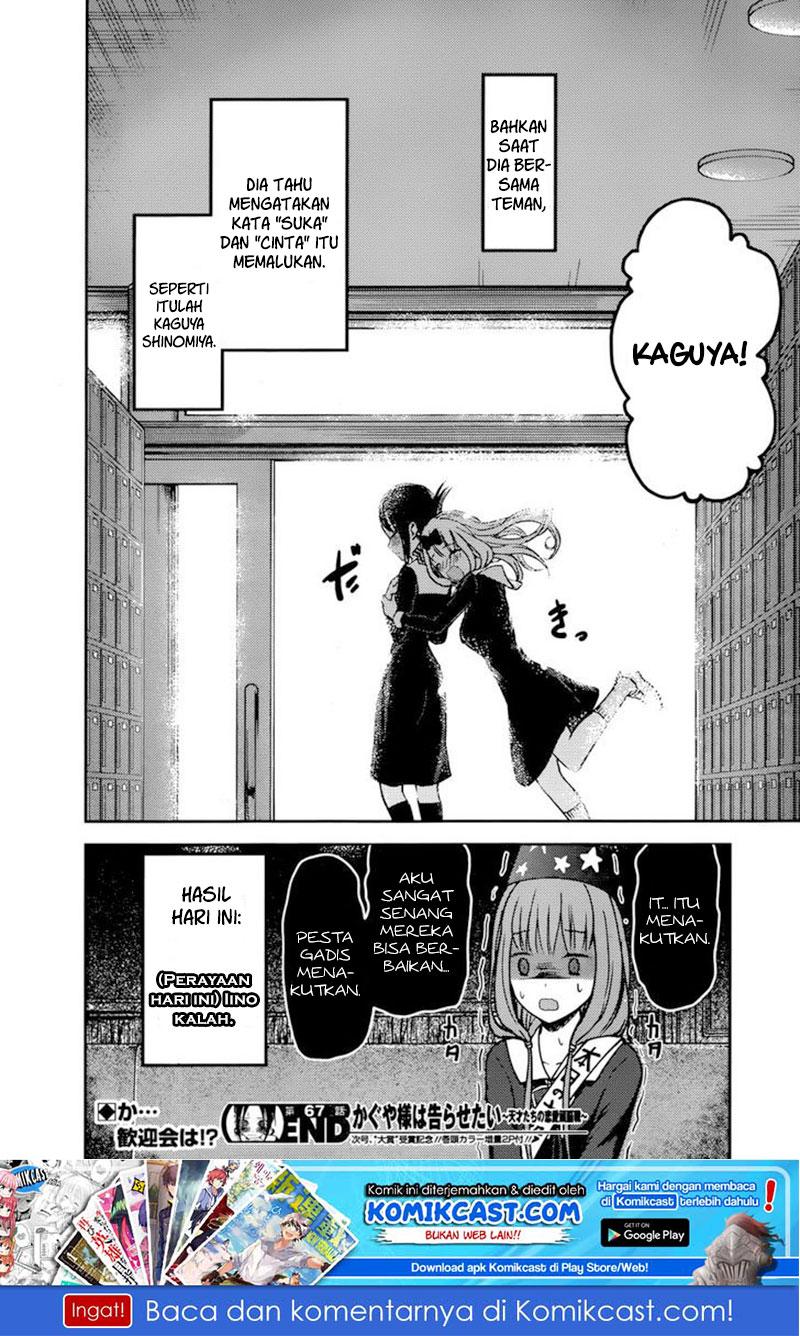 BAHKAN
SAAT
DIA BER-
SAMA
TEMAN,
DIA TAHU
MENGATAKAN
KATA "SUKA"
DAN "CINTA" ITU
MEMALUKAN.
SEPERTI
ITULAH
KAGUYA
SHINOMIYA.
KAGUYA!
だ
きっ
IT... ITU
MENA-
KUTKAN.
AKU
SANGAT
SENANG
MEREKA
BISA BER-
BAIKAN...
PESTA
GADIS
MENA-
KUTKAN.
ガタ
ガタ
HASIL
HARI INI:
(PERAYAAN
HARI INI) IINO
KALAH.
◆か…
歓迎会は!?
第67話
END
かぐや様は告らせたい
~天才たちの恋愛頭脳戦~
次号、"大賞"受賞記念!!巻頭カラー増量2P付!!
KOMIKCAST
Komik ini diterjemahkan & diedit oleh
KOMIKCAST.COM
BUKAN WEB LAIN!!
Hargai kami dengan membaca
di Komikcast terlebih dahulu !
GET IT ON
Google Play
Download apk Komikcast di Play Store/Web!
Ingat! Baca dan komentarnya di Komikcast.com!